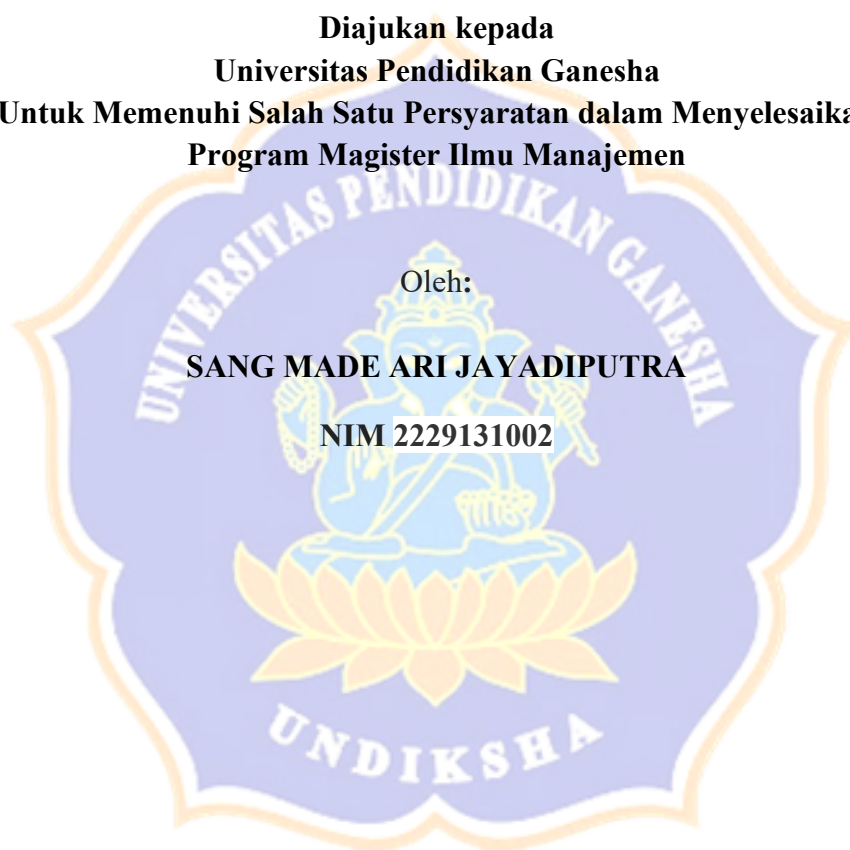 Diajukan kepada
Universitas Pendidikan Ganesha
Untuk Memenuhi Salah Satu Persyaratan dalam Menyelesaika
Program Magister Ilmu Manajemen
UNIVERSITAS PENDIDIKAN GANESHA
Oleh:
SANG MADE ARI JAYADIPUTRA
NIM 2229131002
UNDIKSHA